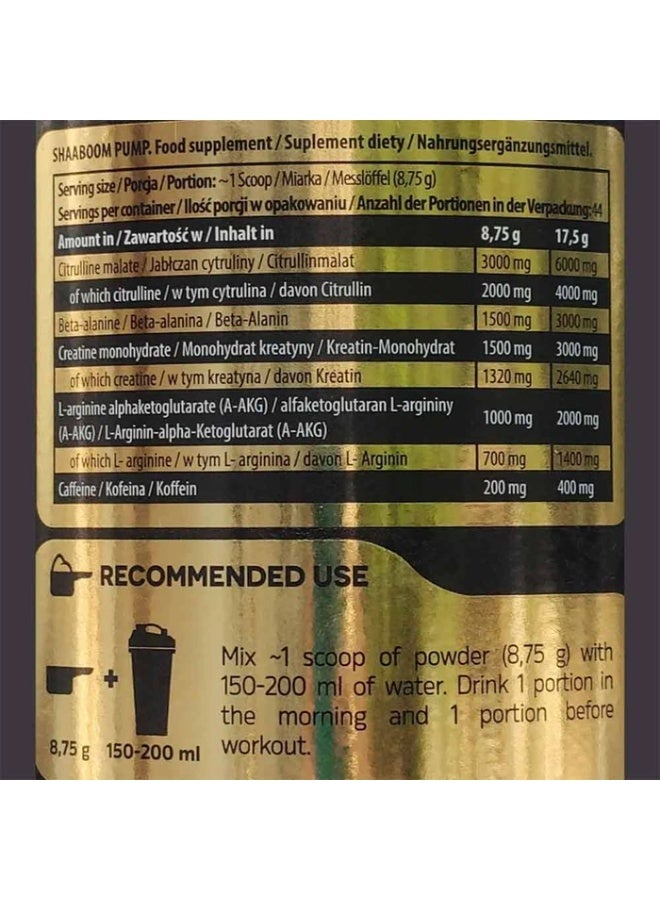 SHAABOOM PUMP. Food supplement / Suplement diety / Nahrungsergänzungsmittel.
Serving size / Porcja / Portion: ~1 Scoop / Miarka / Messlöffel (8,75 g)
Servings per container / Ilość porcji w opakowaniu / Anzahl der Portionen in der Verpackung: 44
Amount in / Zawartość w / Inhalt in 8,75 g 17,5 g
Citrulline malate / Jabłczan cytruliny / Citrullinmalat 3000 mg 6000 mg
of which citrulline / w tym cytrulina / davon Citrullin 2000 mg 4000 mg
Beta-alanine / Beta-alanina / Beta-Alanin 1500 mg 3000 mg
Creatine monohydrate / Monohydrat kreatyny / Kreatin-Monohydrat 1500 mg 3000 mg
of which creatine / w tym kreatyna / davon Kreatin 1320 mg 2640 mg
L-arginine alphaketoglutarate (A-AKG) / alfaketoglutaran L-argininy
(A-AKG) / L-Arginin-alpha-Ketoglutarat (A-AKG) 1000 mg 2000 mg
of which L- arginine / w tym L- arginina / davon L- Arginin 700 mg 1400 mg
Caffeine / Kofeina / Koffein 200 mg 400 mg
RECOMMENDED USE
Mix ~1 scoop of powder (8,75 g) with
150-200 ml of water. Drink 1 portion in
the morning and 1 portion before
workout.
+
8,75 g 150-200 ml